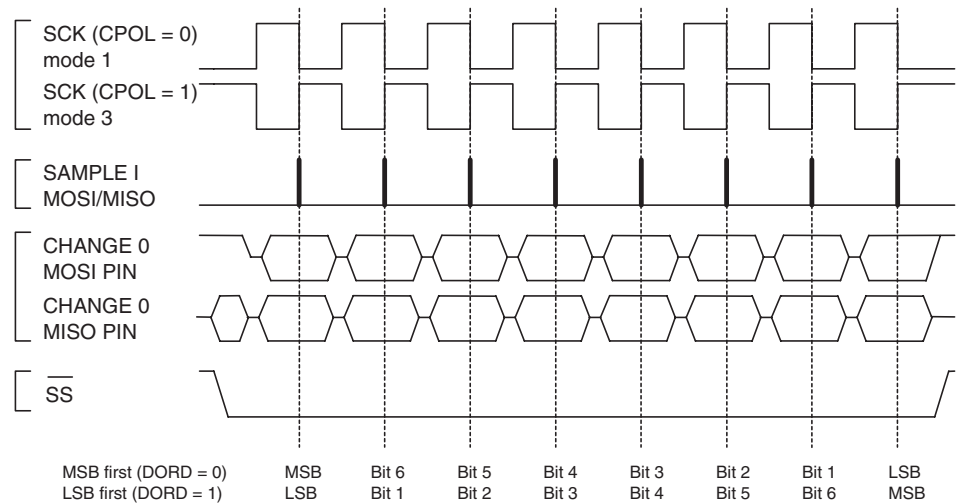 SCK (CPOL = 0)
mode 1
SCK (CPOL = 1)
mode 3
SAMPLE I
MOSI/MISO
CHANGE 0
MOSI PIN
CHANGE 0
MISO PIN
SS
MSB first (DORD = 0) MSB Bit 6 Bit 5 Bit 4 Bit 3 Bit 2 Bit 1 LSB
LSB first (DORD = 1) LSB Bit 1 Bit 2 Bit 3 Bit 4 Bit 5 Bit 6 MSB